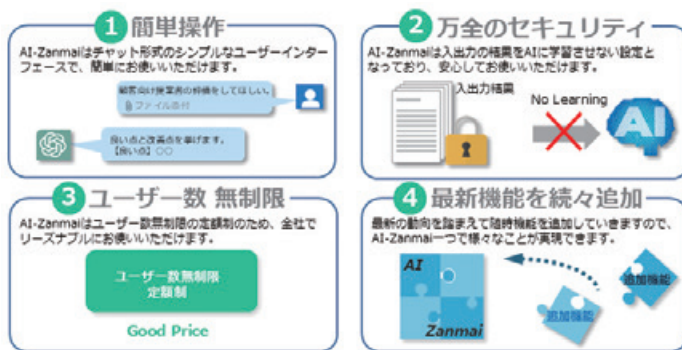 1 簡単操作
AI-Zanmaiはチャット形式のシンプルなユーザーインター
フェースで、簡単にお使いいただけます。
顧客向け提案書の評価をしてほしい。
ファイル添付
良い点と改善点を挙げます。
【良い点】○○
2 万全のセキュリティ
AI-Zanmaiは入出力の結果をAIに学習させない設定と
なっており、安心してお使いいただけます。
入出力結果
No Learning
AI
3 ユーザー数 無制限
AI-Zanmaiはユーザー数無制限の定額制のため、全社で
リーズナブルにお使いいただけます。
ユーザー数無制限
定額制
Good Price
4 最新機能を続々追加
最新の動向を踏まえて随時機能を追加していきますので、
AI-Zanmai一つで様々なことが実現できます。
AI
Zanmai
追加機能
追加機能